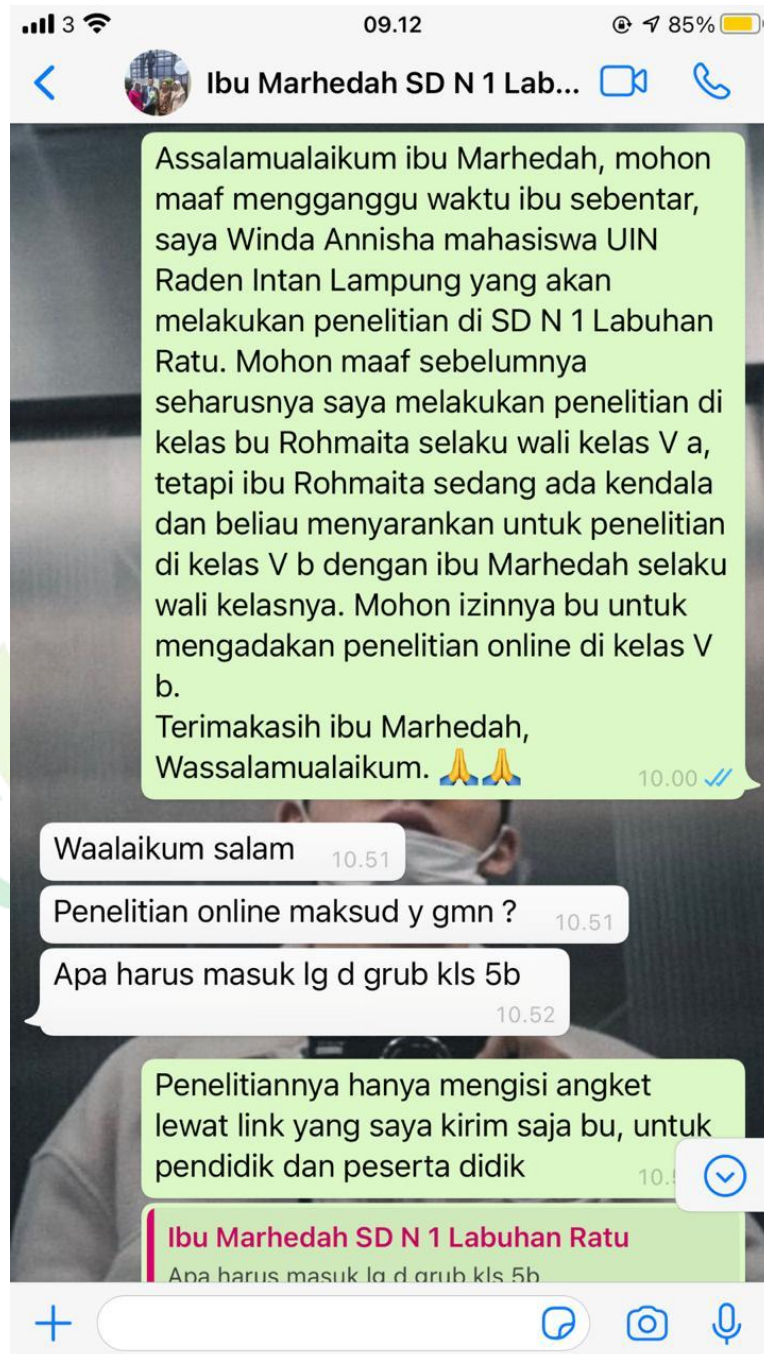 3 09.12 85%
Ibu Marhedah SD N 1 Lab...
Assalamualaikum ibu Marhedah, mohon
maaf mengganggu waktu ibu sebentar,
saya Winda Annisha mahasiswa UIN
Raden Intan Lampung yang akan
melakukan penelitian di SD N 1 Labuhan
Ratu. Mohon maaf sebelumnya
seharusnya saya melakukan penelitian di
kelas bu Rohmaita selaku wali kelas V a,
tetapi ibu Rohmaita sedang ada kendala
dan beliau menyarankan untuk penelitian
di kelas V b dengan ibu Marhedah selaku
wali kelasnya. Mohon izinnya bu untuk
mengadakan penelitian online di kelas V
b.
Terimakasih ibu Marhedah,
Wassalamualaikum. 🙏🙏 10.00
Waalaikum salam 10.51
Penelitian online maksud y gmn ? 10.51
Apa harus masuk lg d grub kls 5b
10.52
Penelitiannya hanya mengisi angket
lewat link yang saya kirim saja bu, untuk
pendidik dan peserta didik
Ibu Marhedah SD N 1 Labuhan Ratu
Apa harus masuk lg d grub kls 5b